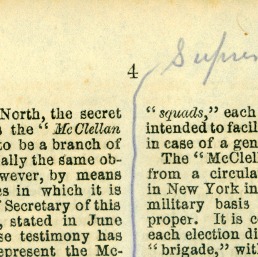 4
North, the secret
s the “ McClellan
to be a branch of
ally the same ob-
owever, by means
es in which it is
f Secretary of this
, stated in June
se testimony has
epresent the Mc-
“ squads,” each
intended to facil
in case of a gen
The “ McClell
from a circula
in New York in
military basis
proper. It is c
each election di
“ brigade,” wit